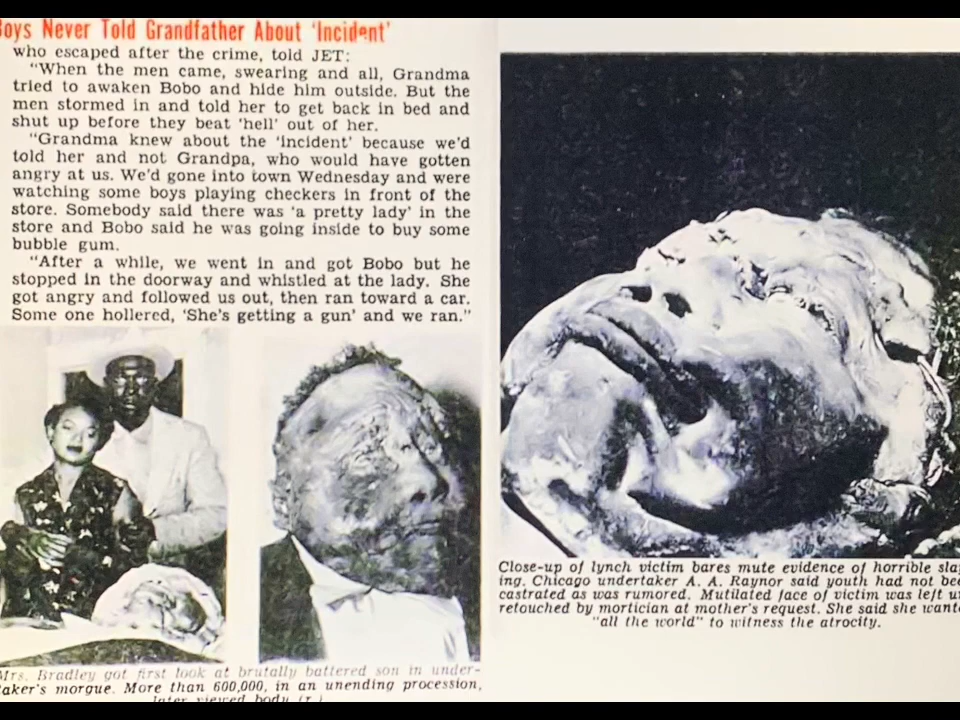 Boys Never Told Grandfather About 'Incident'
who escaped after the crime, told JET:
"When the men came, swearing and all, Grandma
tried to awaken Bobo and hide him outside. But the
men stormed in and told her to get back in bed and
shut up before they beat 'hell' out of her.
"Grandma knew about the 'incident' because we'd
told her and not Grandpa, who would have gotten
angry at us. We'd gone into town Wednesday and were
watching some boys playing checkers in front of the
store. Somebody said there was 'a pretty lady' in the
store and Bobo said he was going inside to buy some
bubble gum.
"After a while, we went in and got Bobo but he
stopped in the doorway and whistled at the lady. She
got angry and followed us out, then ran toward a car.
Some one hollered, 'She's getting a gun' and we ran."
Mrs. Bradley got first look at brutally battered son in under-
taker's morgue. More than 600,000, in an unending procession,
later viewed body (r.)
Close-up of lynch victim bares mute evidence of horrible slay
ing. Chicago undertaker A. A. Raynor said youth had not bee
castrated as was rumored. Mutilated face of victim was left u
retouched by mortician at mother's request. She said she want
"all the world" to witness the atrocity.